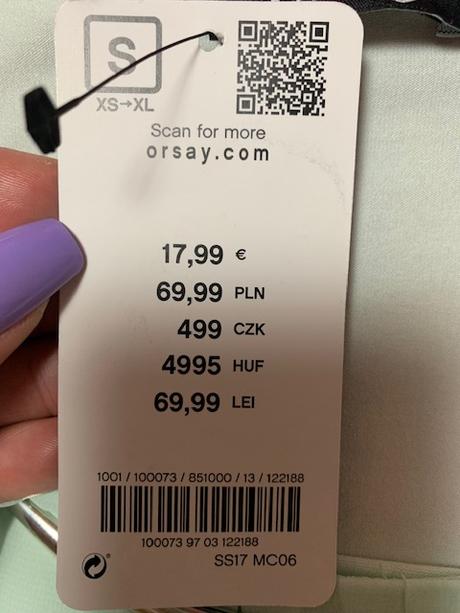 S
XS→XL
Scan for more
orsay.com
17,99 €
69,99 PLN
499 CZK
4995 HUF
69,99 LEI
1001 / 100073 / 851000 / 13 / 122188
100073 97 03 122188
SS17 MC06